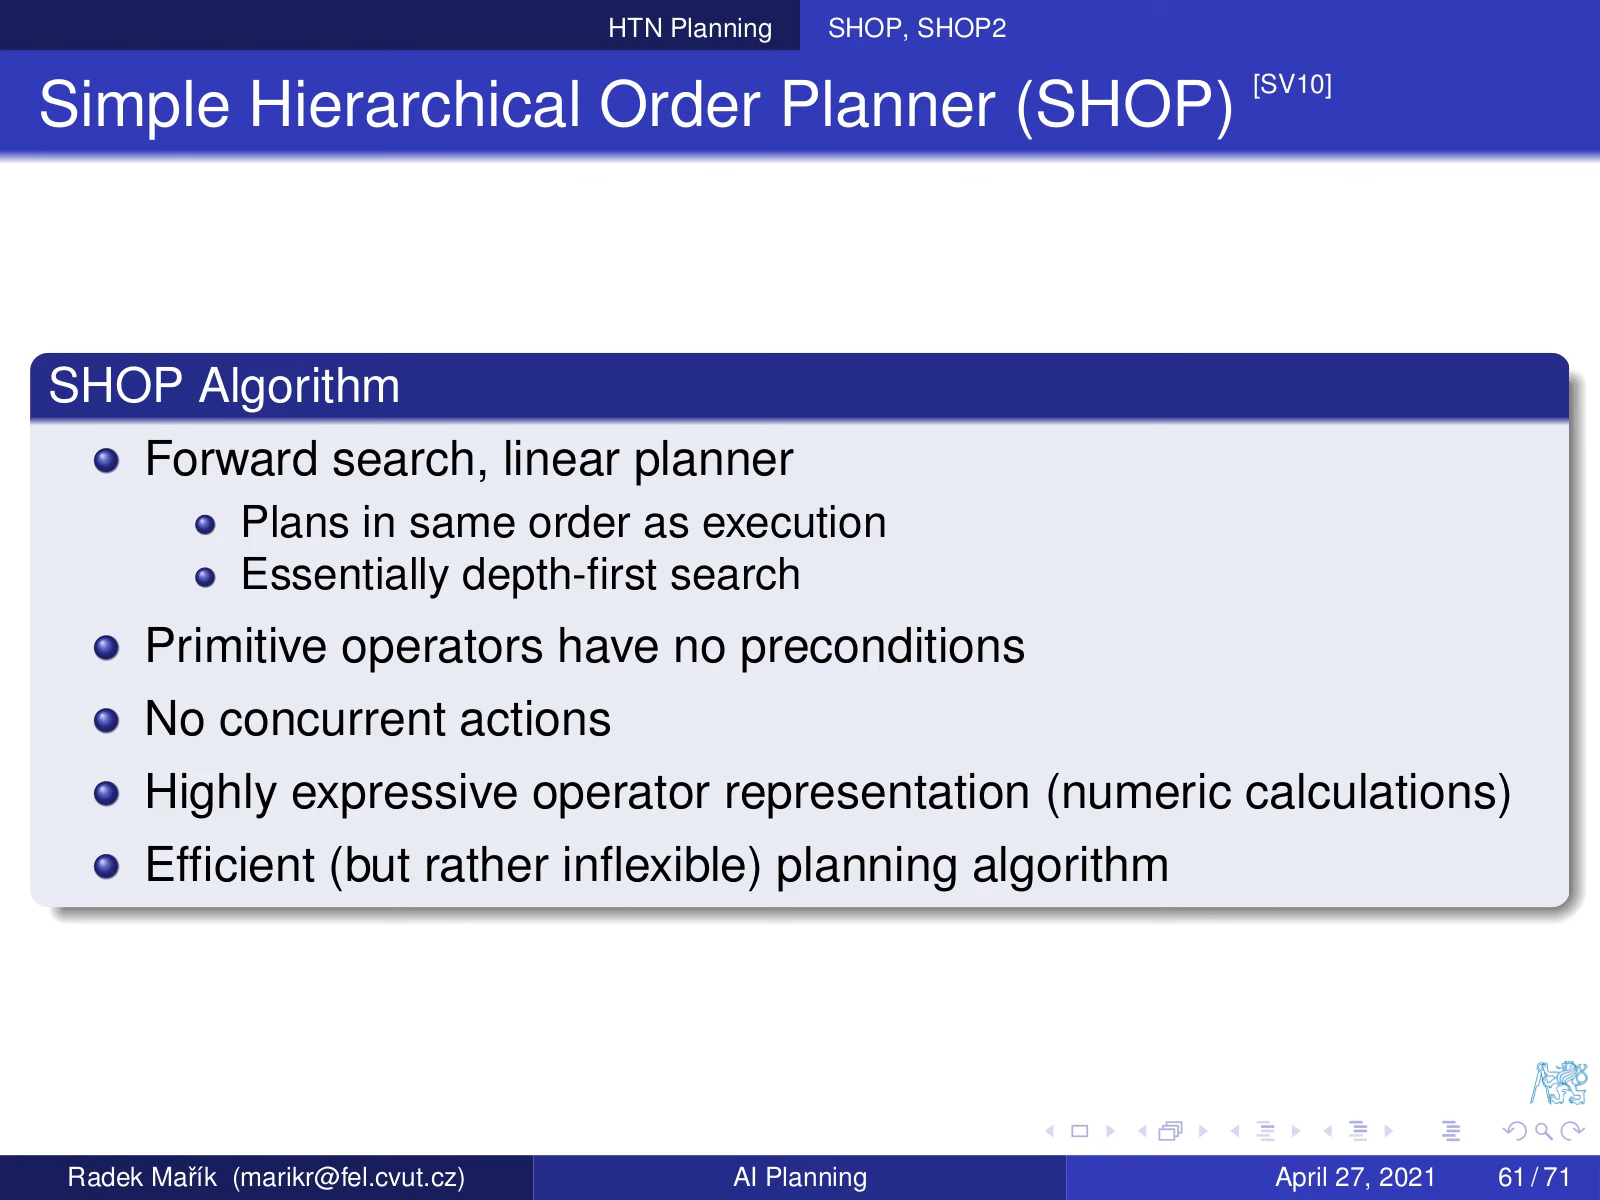 HTN Planning SHOP, SHOP2
Simple Hierarchical Order Planner (SHOP) [SV10]
SHOP Algorithm
Forward search, linear planner
Plans in same order as execution
Essentially depth-first search
Primitive operators have no preconditions
No concurrent actions
Highly expressive operator representation (numeric calculations)
Efficient (but rather inflexible) planning algorithm
Radek Mařík (marikr@fel.cvut.cz) AI Planning April 27, 2021 61 / 71